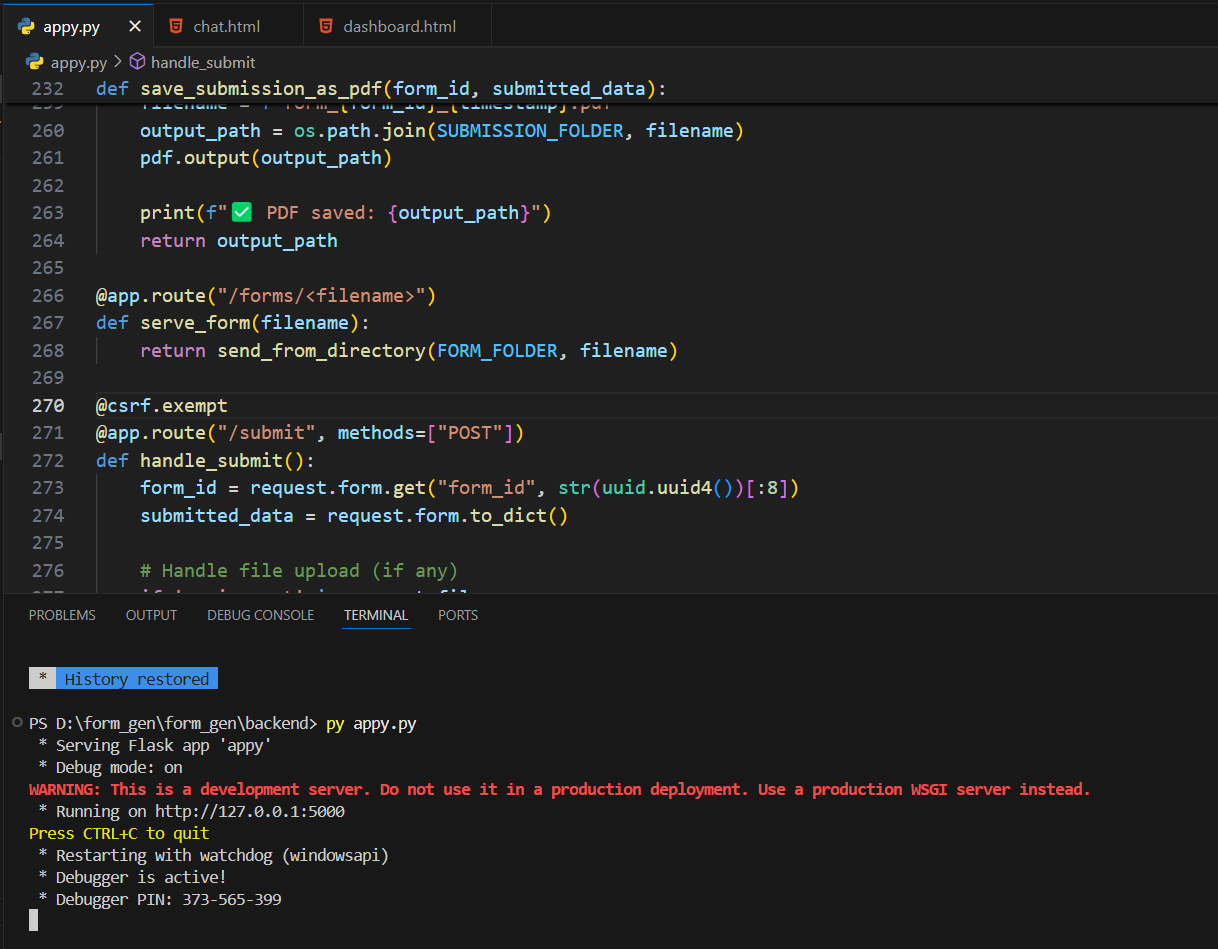 appy.py
chat.html
dashboard.html
appy.py > handle_submit
232 def save_submission_as_pdf(form_id, submitted_data):
260 output_path = os.path.join(SUBMISSION_FOLDER, filename)
261 pdf.output(output_path)
262
263 print(f"✅ PDF saved: {output_path}")
264 return output_path
265
266 @app.route("/forms/<filename>")
267 def serve_form(filename):
268 return send_from_directory(FORM_FOLDER, filename)
269
270 @csrf.exempt
271 @app.route("/submit", methods=["POST"])
272 def handle_submit():
273 form_id = request.form.get("form_id", str(uuid.uuid4())[:8])
274 submitted_data = request.form.to_dict()
275
276 # Handle file upload (if any)
PROBLEMS OUTPUT DEBUG CONSOLE TERMINAL PORTS
* History restored
PS D:\form_gen\form_gen\backend> py appy.py
* Serving Flask app 'appy'
* Debug mode: on
WARNING: This is a development server. Do not use it in a production deployment. Use a production WSGI server instead.
* Running on http://127.0.0.1:5000
Press CTRL+C to quit
* Restarting with watchdog (windowsapi)
* Debugger is active!
* Debugger PIN: 373-565-399